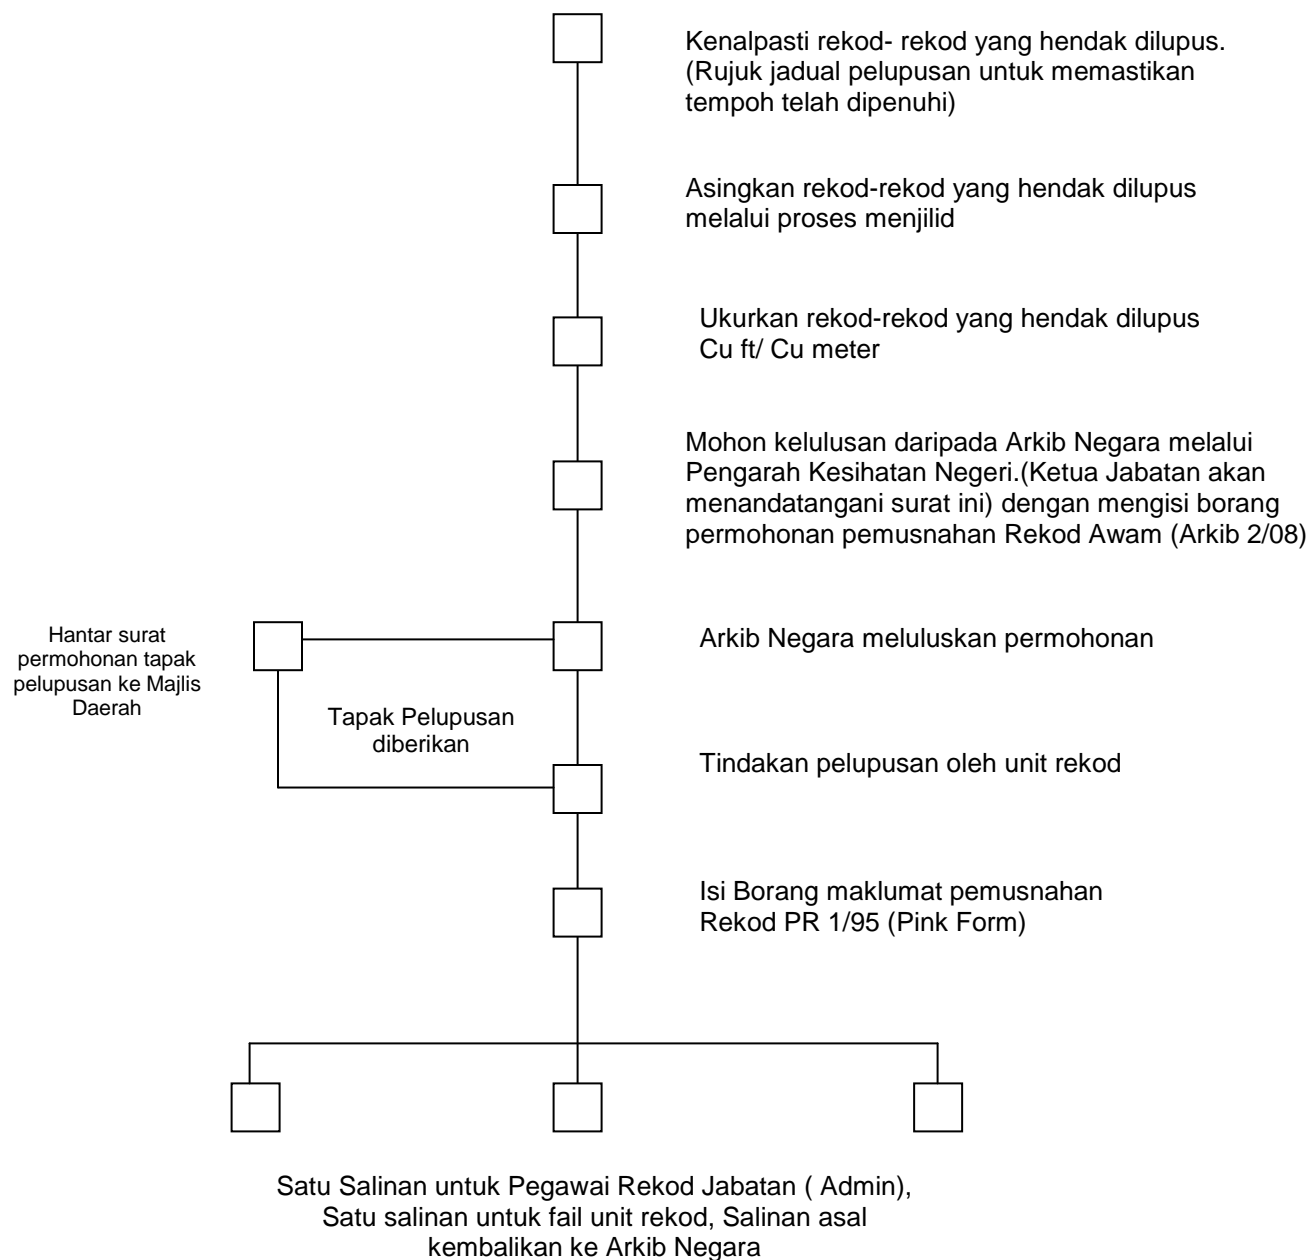 Kenalpasti rekod- rekod yang hendak dilupus.
(Rujuk jadual pelupusan untuk memastikan
tempoh telah dipenuhi)
Asingkan rekod-rekod yang hendak dilupus
melalui proses menjilid
Ukurkan rekod-rekod yang hendak dilupus
Cu ft/ Cu meter
Mohon kelulusan daripada Arkib Negara melalui
Pengarah Kesihatan Negeri.(Ketua Jabatan akan
menandatangani surat ini) dengan mengisi borang
permohonan pemusnahan Rekod Awam (Arkib 2/08)
Hantar surat
permohonan tapak
pelupusan ke Majlis
Daerah
Arkib Negara meluluskan permohonan
Tapak Pelupusan
diberikan
Tindakan pelupusan oleh unit rekod
Isi Borang maklumat pemusnahan
Rekod PR 1/95 (Pink Form)
Satu Salinan untuk Pegawai Rekod Jabatan ( Admin),
Satu salinan untuk fail unit rekod, Salinan asal
kembalikan ke Arkib Negara